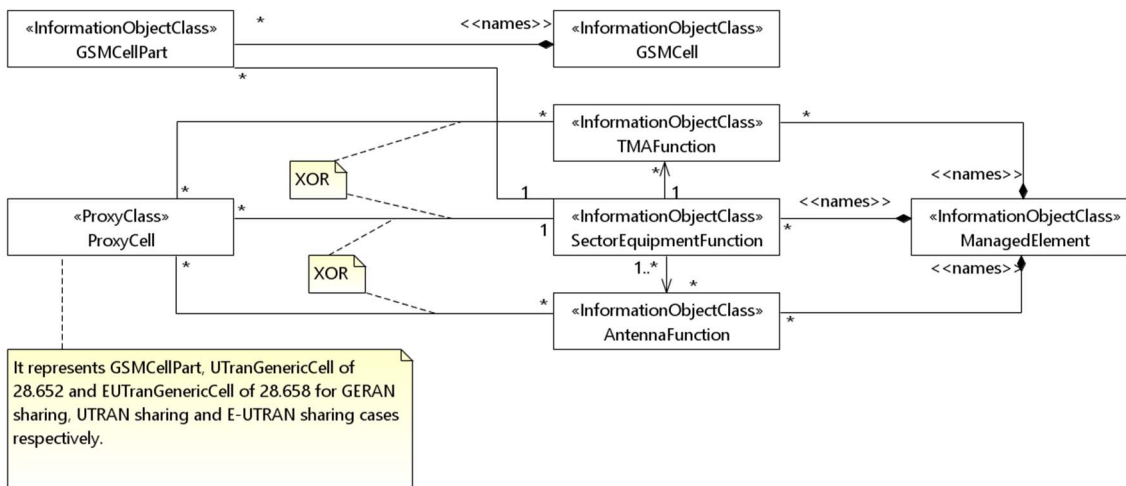 «InformationObjectClass»
GSMCellPart
*
<<names>>
«InformationObjectClass»
GSMCell
*
*
«InformationObjectClass»
TMAFunction
*
XOR
*
*
<<names>>
«ProxyClass»
ProxyCell
*
1
1
1
«InformationObjectClass»
SectorEquipmentFunction
<<names>>
*
«InformationObjectClass»
ManagedElement
*
XOR
1..*
*
<<names>>
*
«InformationObjectClass»
AntennaFunction
*
It represents GSMCellPart, UTranGenericCell of
28.652 and EUTranGenericCell of 28.658 for GERAN
sharing, UTRAN sharing and E-UTRAN sharing cases
respectively.